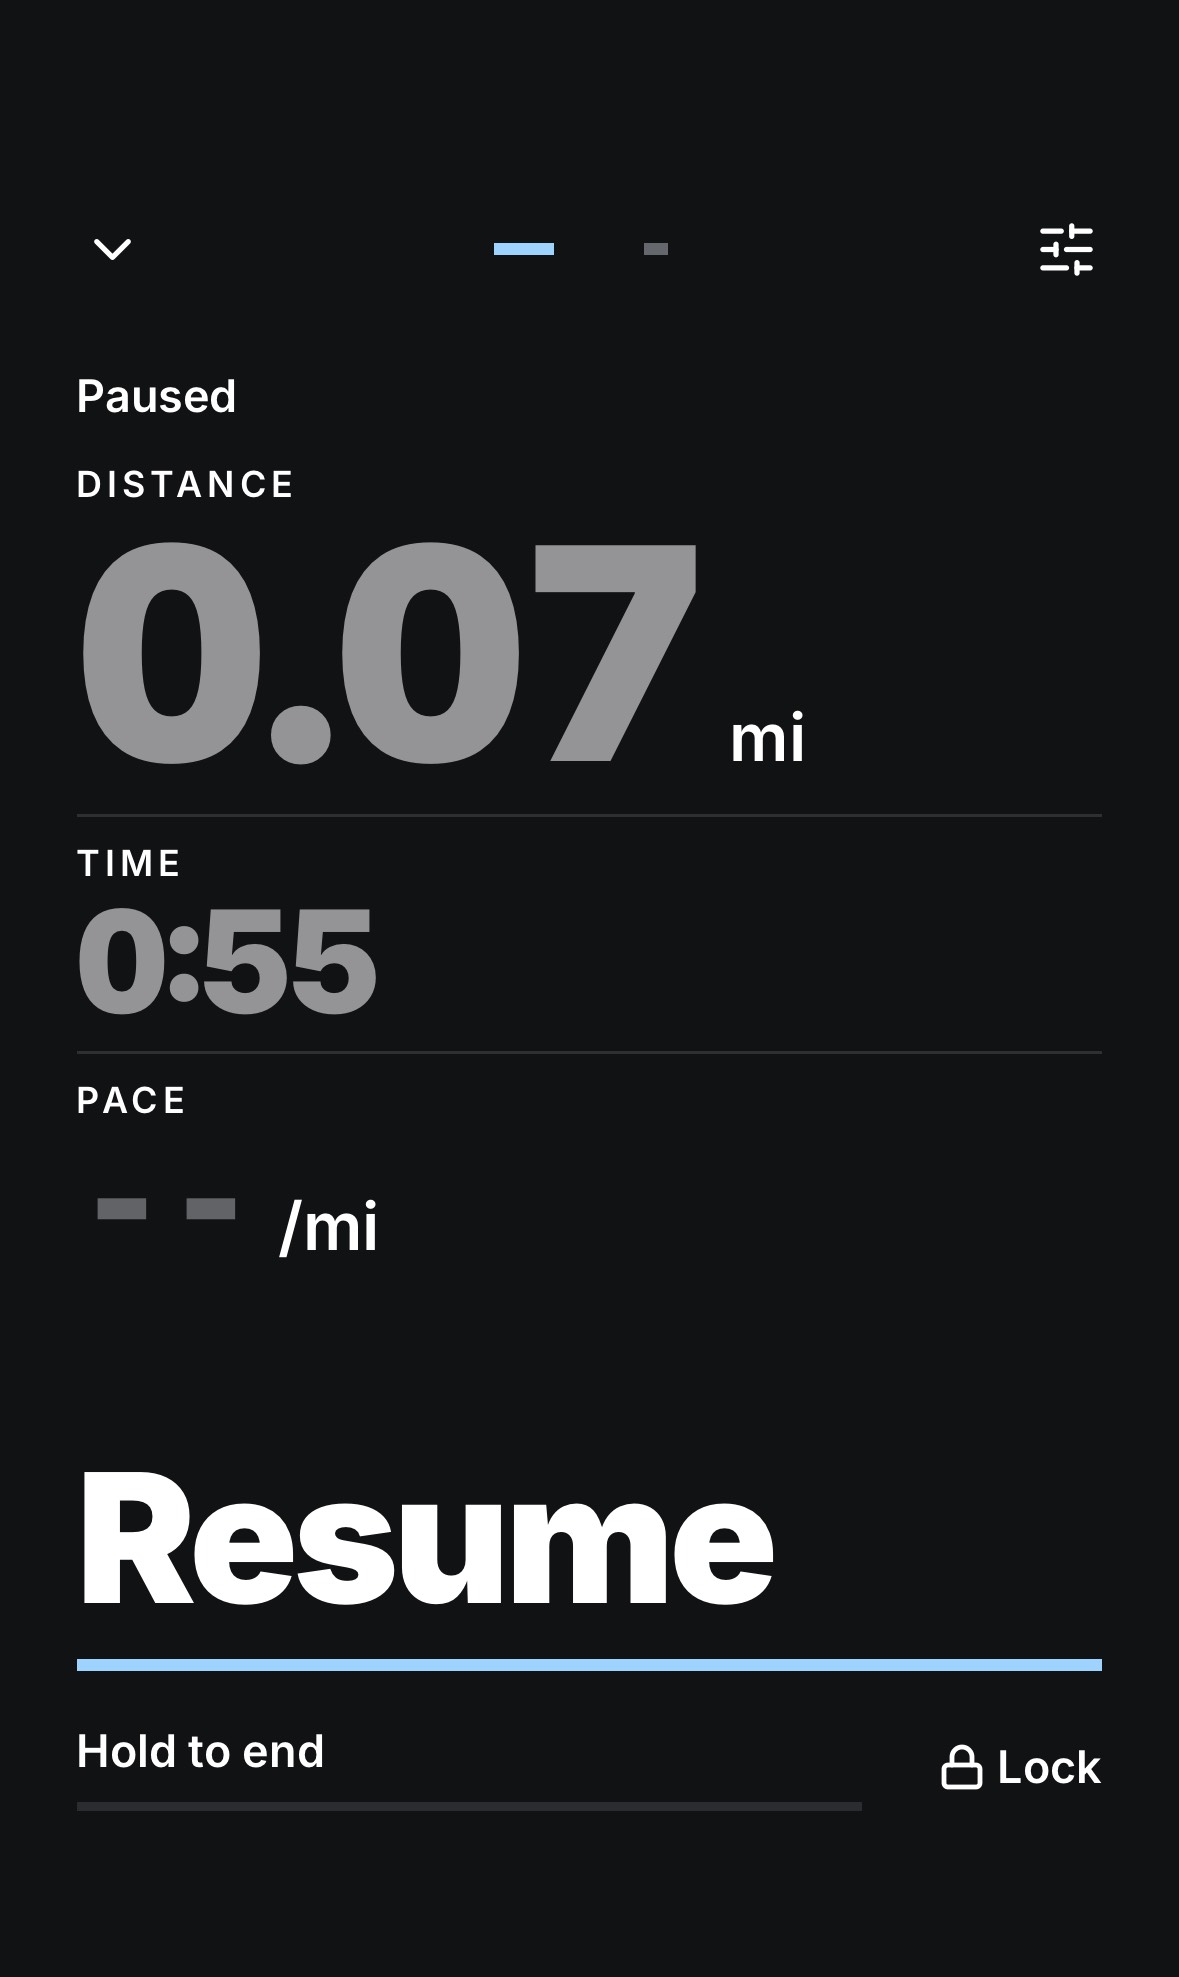 Paused
DISTANCE
0.07 mi
TIME
0:55
PACE
-- /mi
Resume
Hold to end
Lock